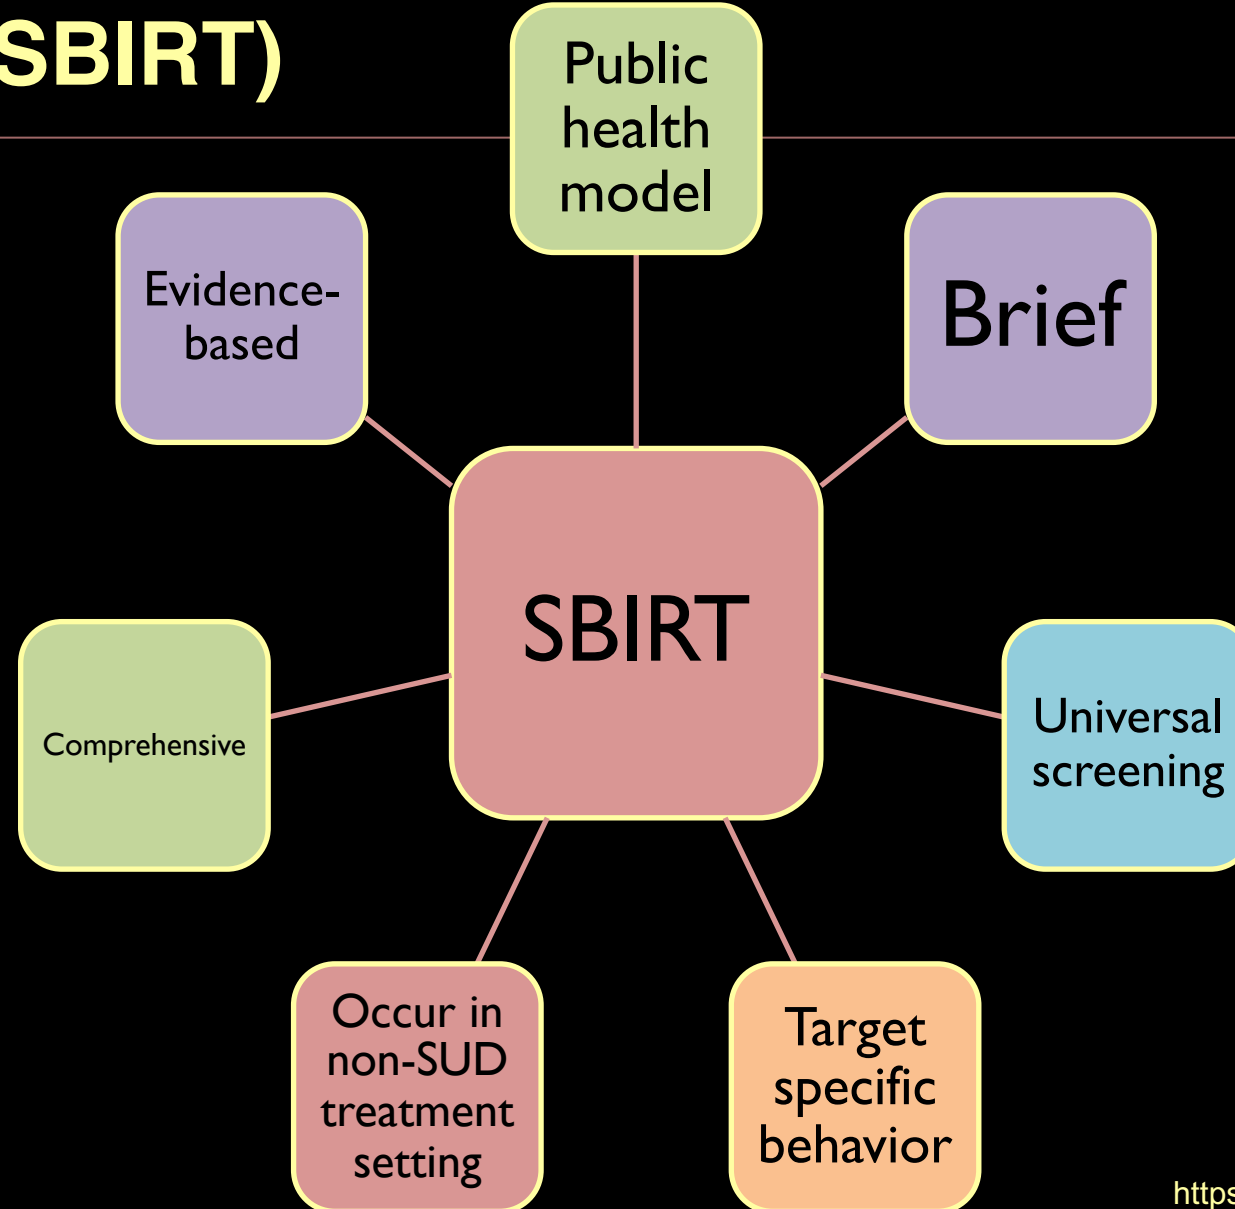 SBIRT)
Public
health
model
Evidence-
based
Brief
SBIRT
Comprehensive
Universal
screening
Occur in
non-SUD
treatment
setting
Target
specific
behavior
https